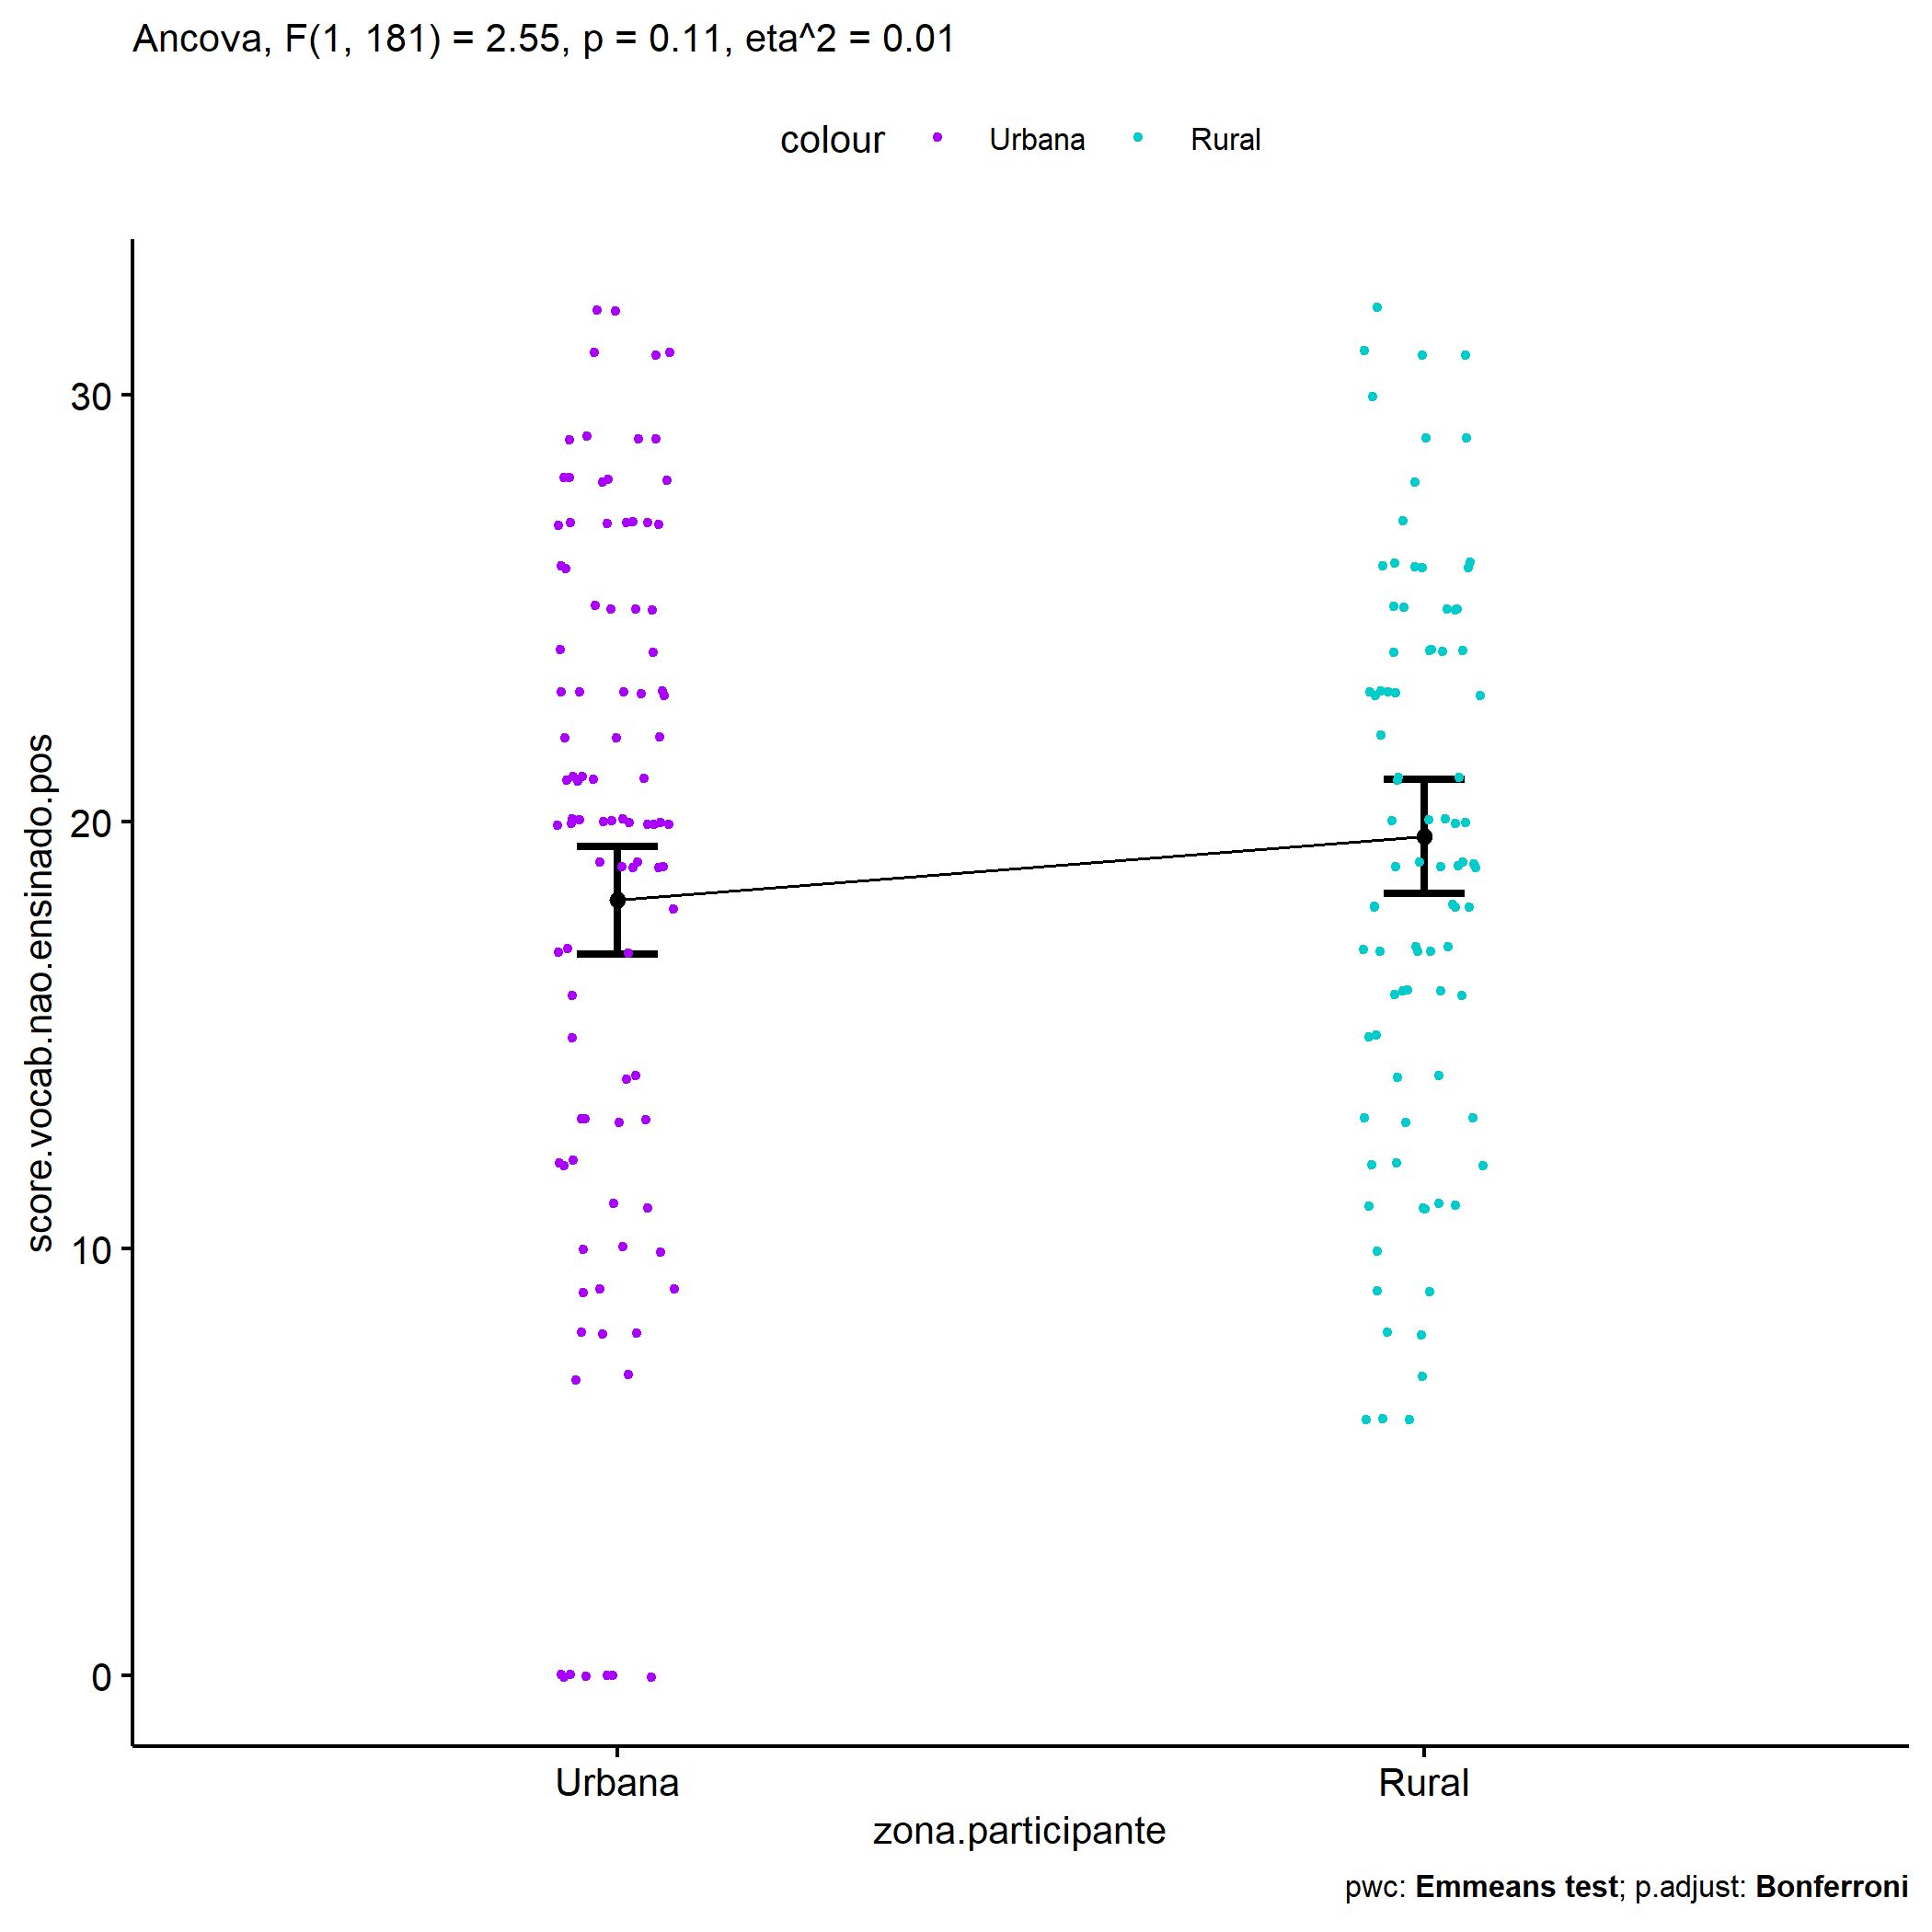 Ancova, F(1, 181) = 2.55, p = 0.11, eta^2 = 0.01
colour Urbana Rural
score.vocab.nao.ensinado.pos
30
20
10
0
Urbana Rural
zona.participante
pwc: Emmeans test; p.adjust: Bonferroni